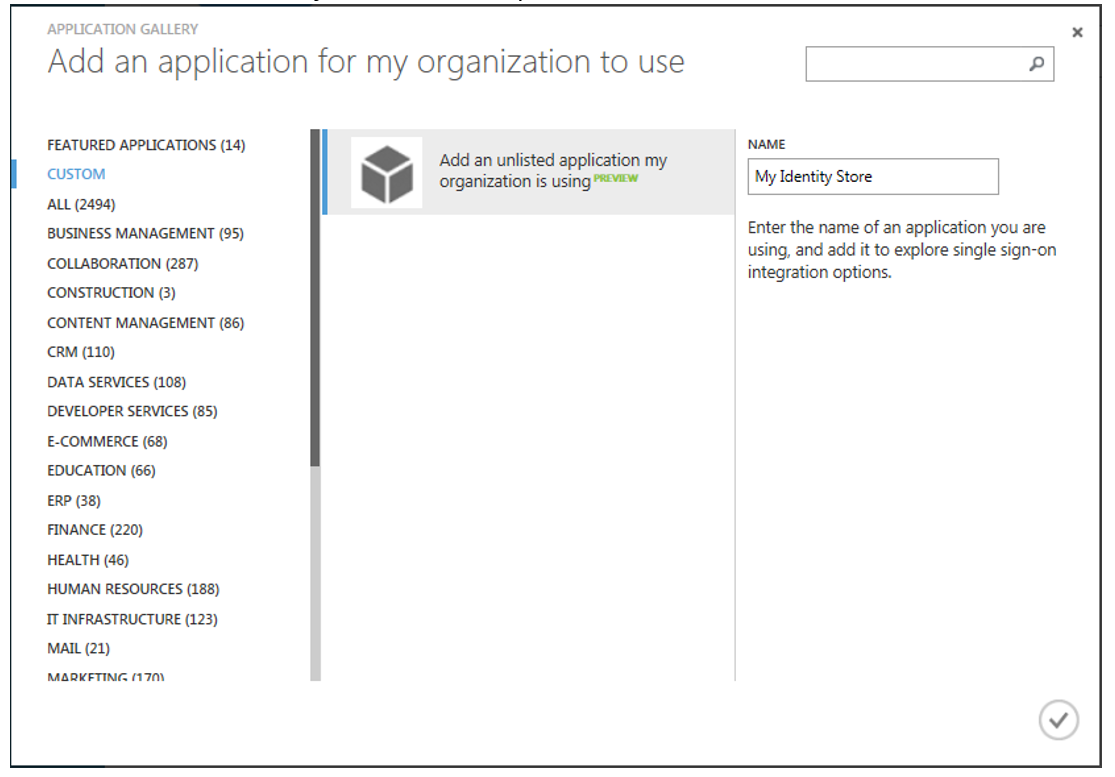 APPLICATION GALLERY
Add an application for my organization to use
FEATURED APPLICATIONS (14)
CUSTOM
ALL (2494)
BUSINESS MANAGEMENT (95)
COLLABORATION (287)
CONSTRUCTION (3)
CONTENT MANAGEMENT (86)
CRM (110)
DATA SERVICES (108)
DEVELOPER SERVICES (85)
E-COMMERCE (68)
EDUCATION (66)
ERP (38)
FINANCE (220)
HEALTH (46)
HUMAN RESOURCES (188)
IT INFRASTRUCTURE (123)
MAIL (21)
MARKETING (170)
Add an unlisted application my
organization is using PREVIEW
NAME
My Identity Store
Enter the name of an application you are
using, and add it to explore single sign-on
integration options.